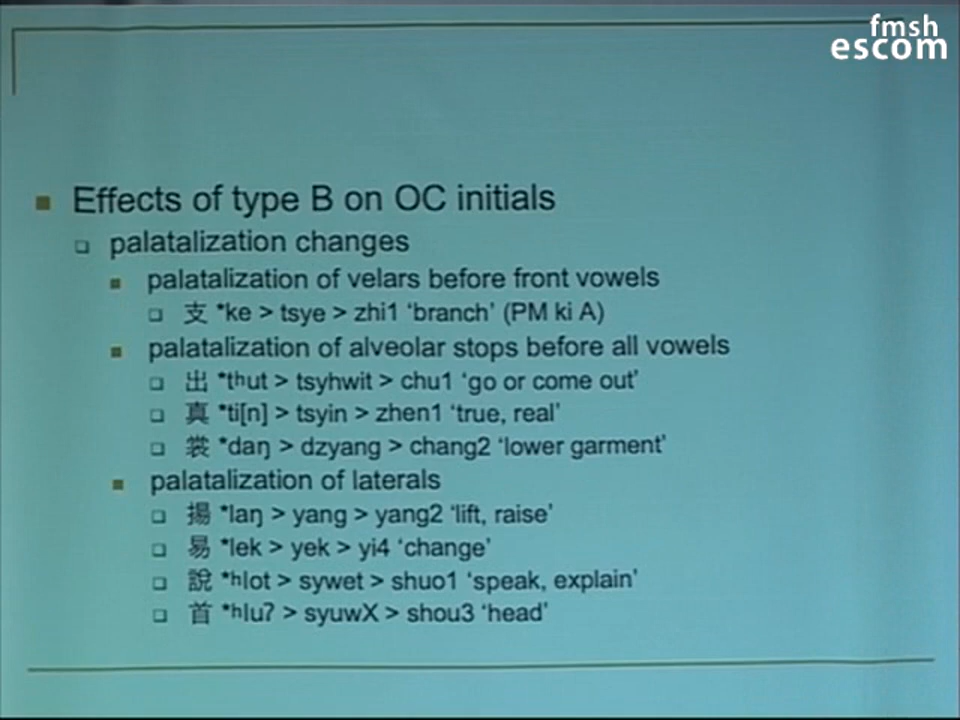 fmsh
escom
Effects of type B on OC initials
palatalization changes
palatalization of velars before front vowels
支 *ke > tsye > zhi1 ‘branch’ (PM ki A)
palatalization of alveolar stops before all vowels
出 *tʰut > tsyhwit > chu1 ‘go or come out’
真 *ti[n] > tsyin > zhen1 ‘true, real’
裳 *daŋ > dzyang > chang2 ‘lower garment’
palatalization of laterals
揚 *laŋ > yang > yang2 ‘lift, raise’
易 *lek > yek > yi4 ‘change’
說 *ʰlot > sywet > shuo1 ‘speak, explain’
首 *ʰluʔ > syuwX > shou3 ‘head’